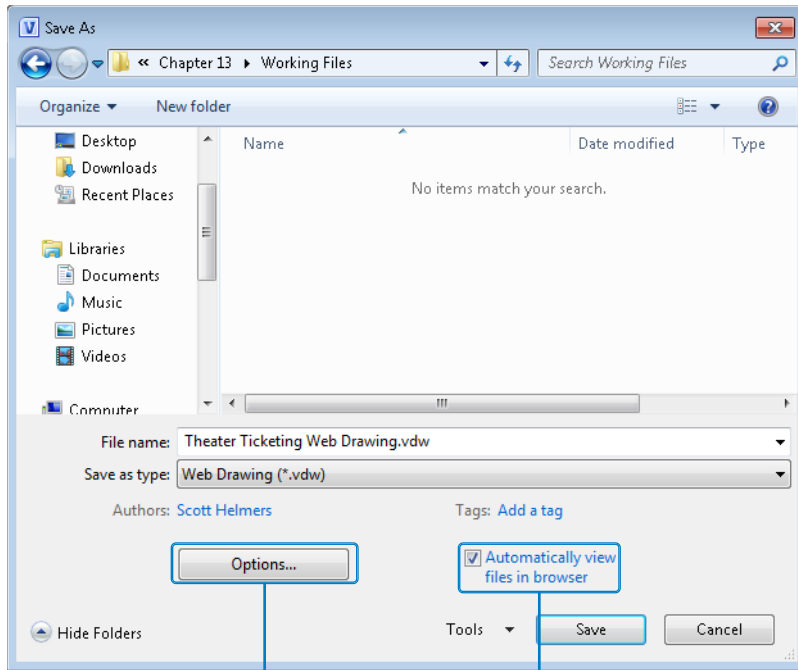 Save As
« Chapter 13 Working Files
Search Working Files
Organize
New folder
Desktop
Downloads
Recent Places
Libraries
Documents
Music
Pictures
Videos
Computer
Name
Date modified
Type
No items match your search.
File name: Theater Ticketing Web Drawing.vdw
Save as type: Web Drawing (*.vdw)
Authors: Scott Helmers
Tags: Add a tag
Options...
Automatically view
files in browser
Hide Folders
Tools
Save
Cancel